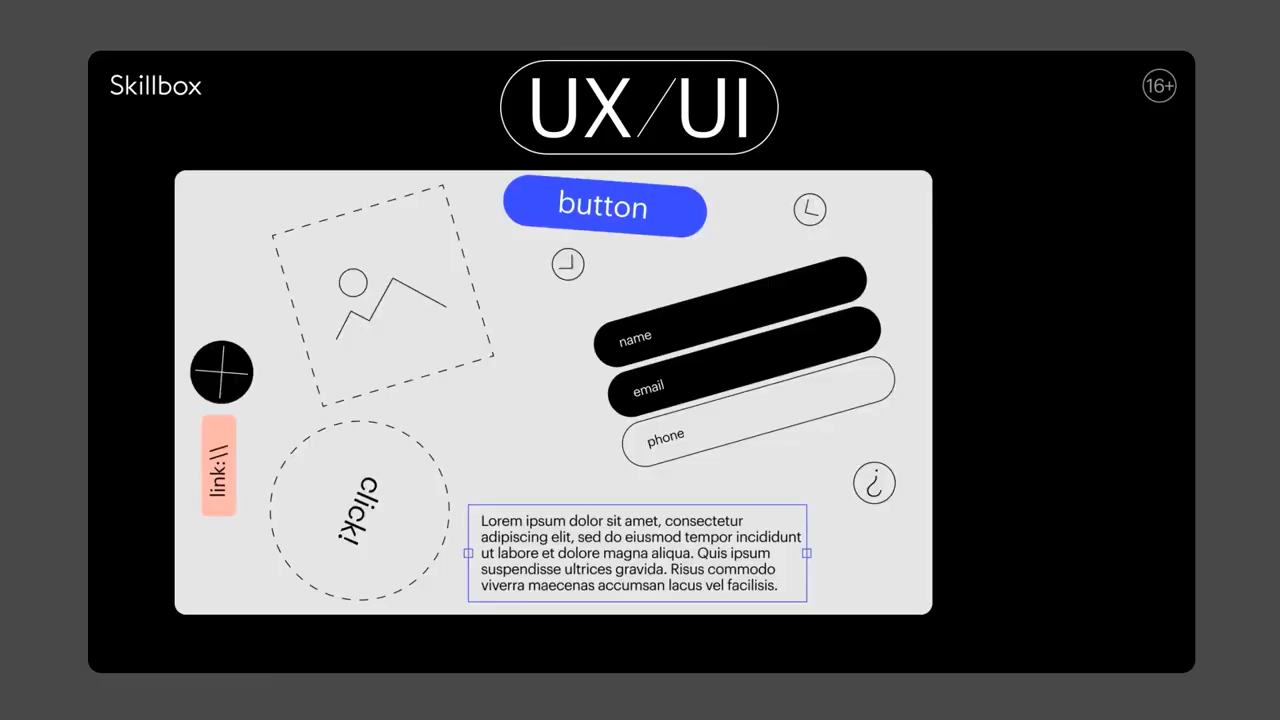 Skillbox
UX/UI
16+
button
name
email
phone
link:\\
click!
¿
Lorem ipsum dolor sit amet, consectetur
adipiscing elit, sed do eiusmod tempor incididunt
ut labore et dolore magna aliqua. Quis ipsum
suspendisse ultrices gravida. Risus commodo
viverra maecenas accumsan lacus vel facilisis.